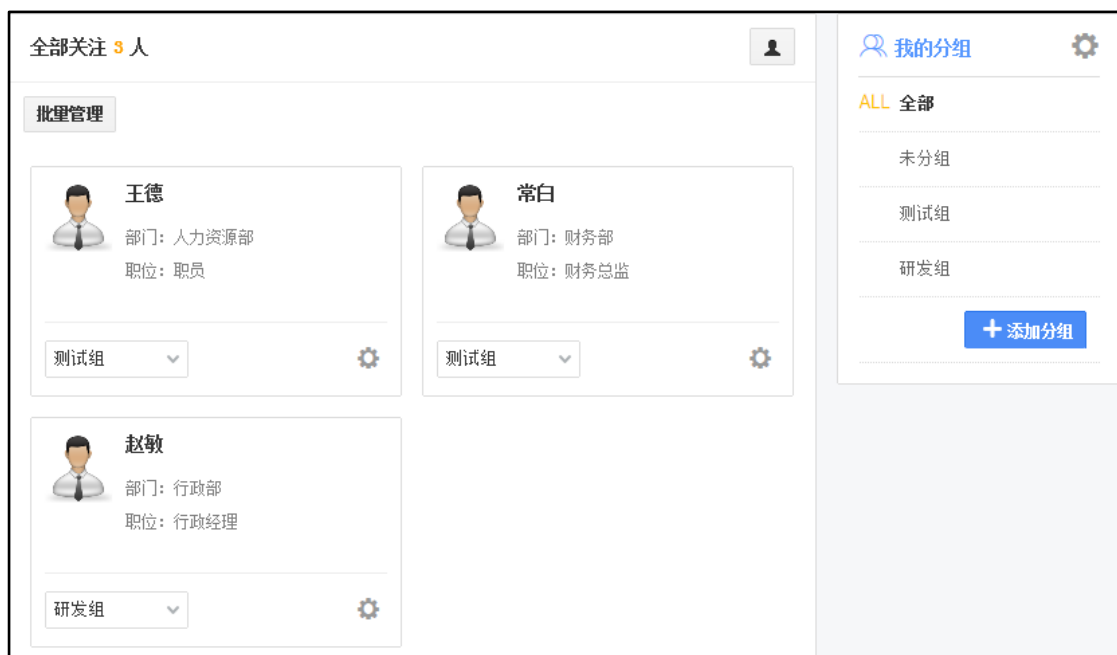 全部关注 3 人
批里管理
王德
部门：人力资源部
职位：职员
测试组
常白
部门：财务部
职位：财务总监
测试组
赵敏
部门：行政部
职位：行政经理
研发组
我的分组
ALL 全部
未分组
测试组
研发组
添加分组